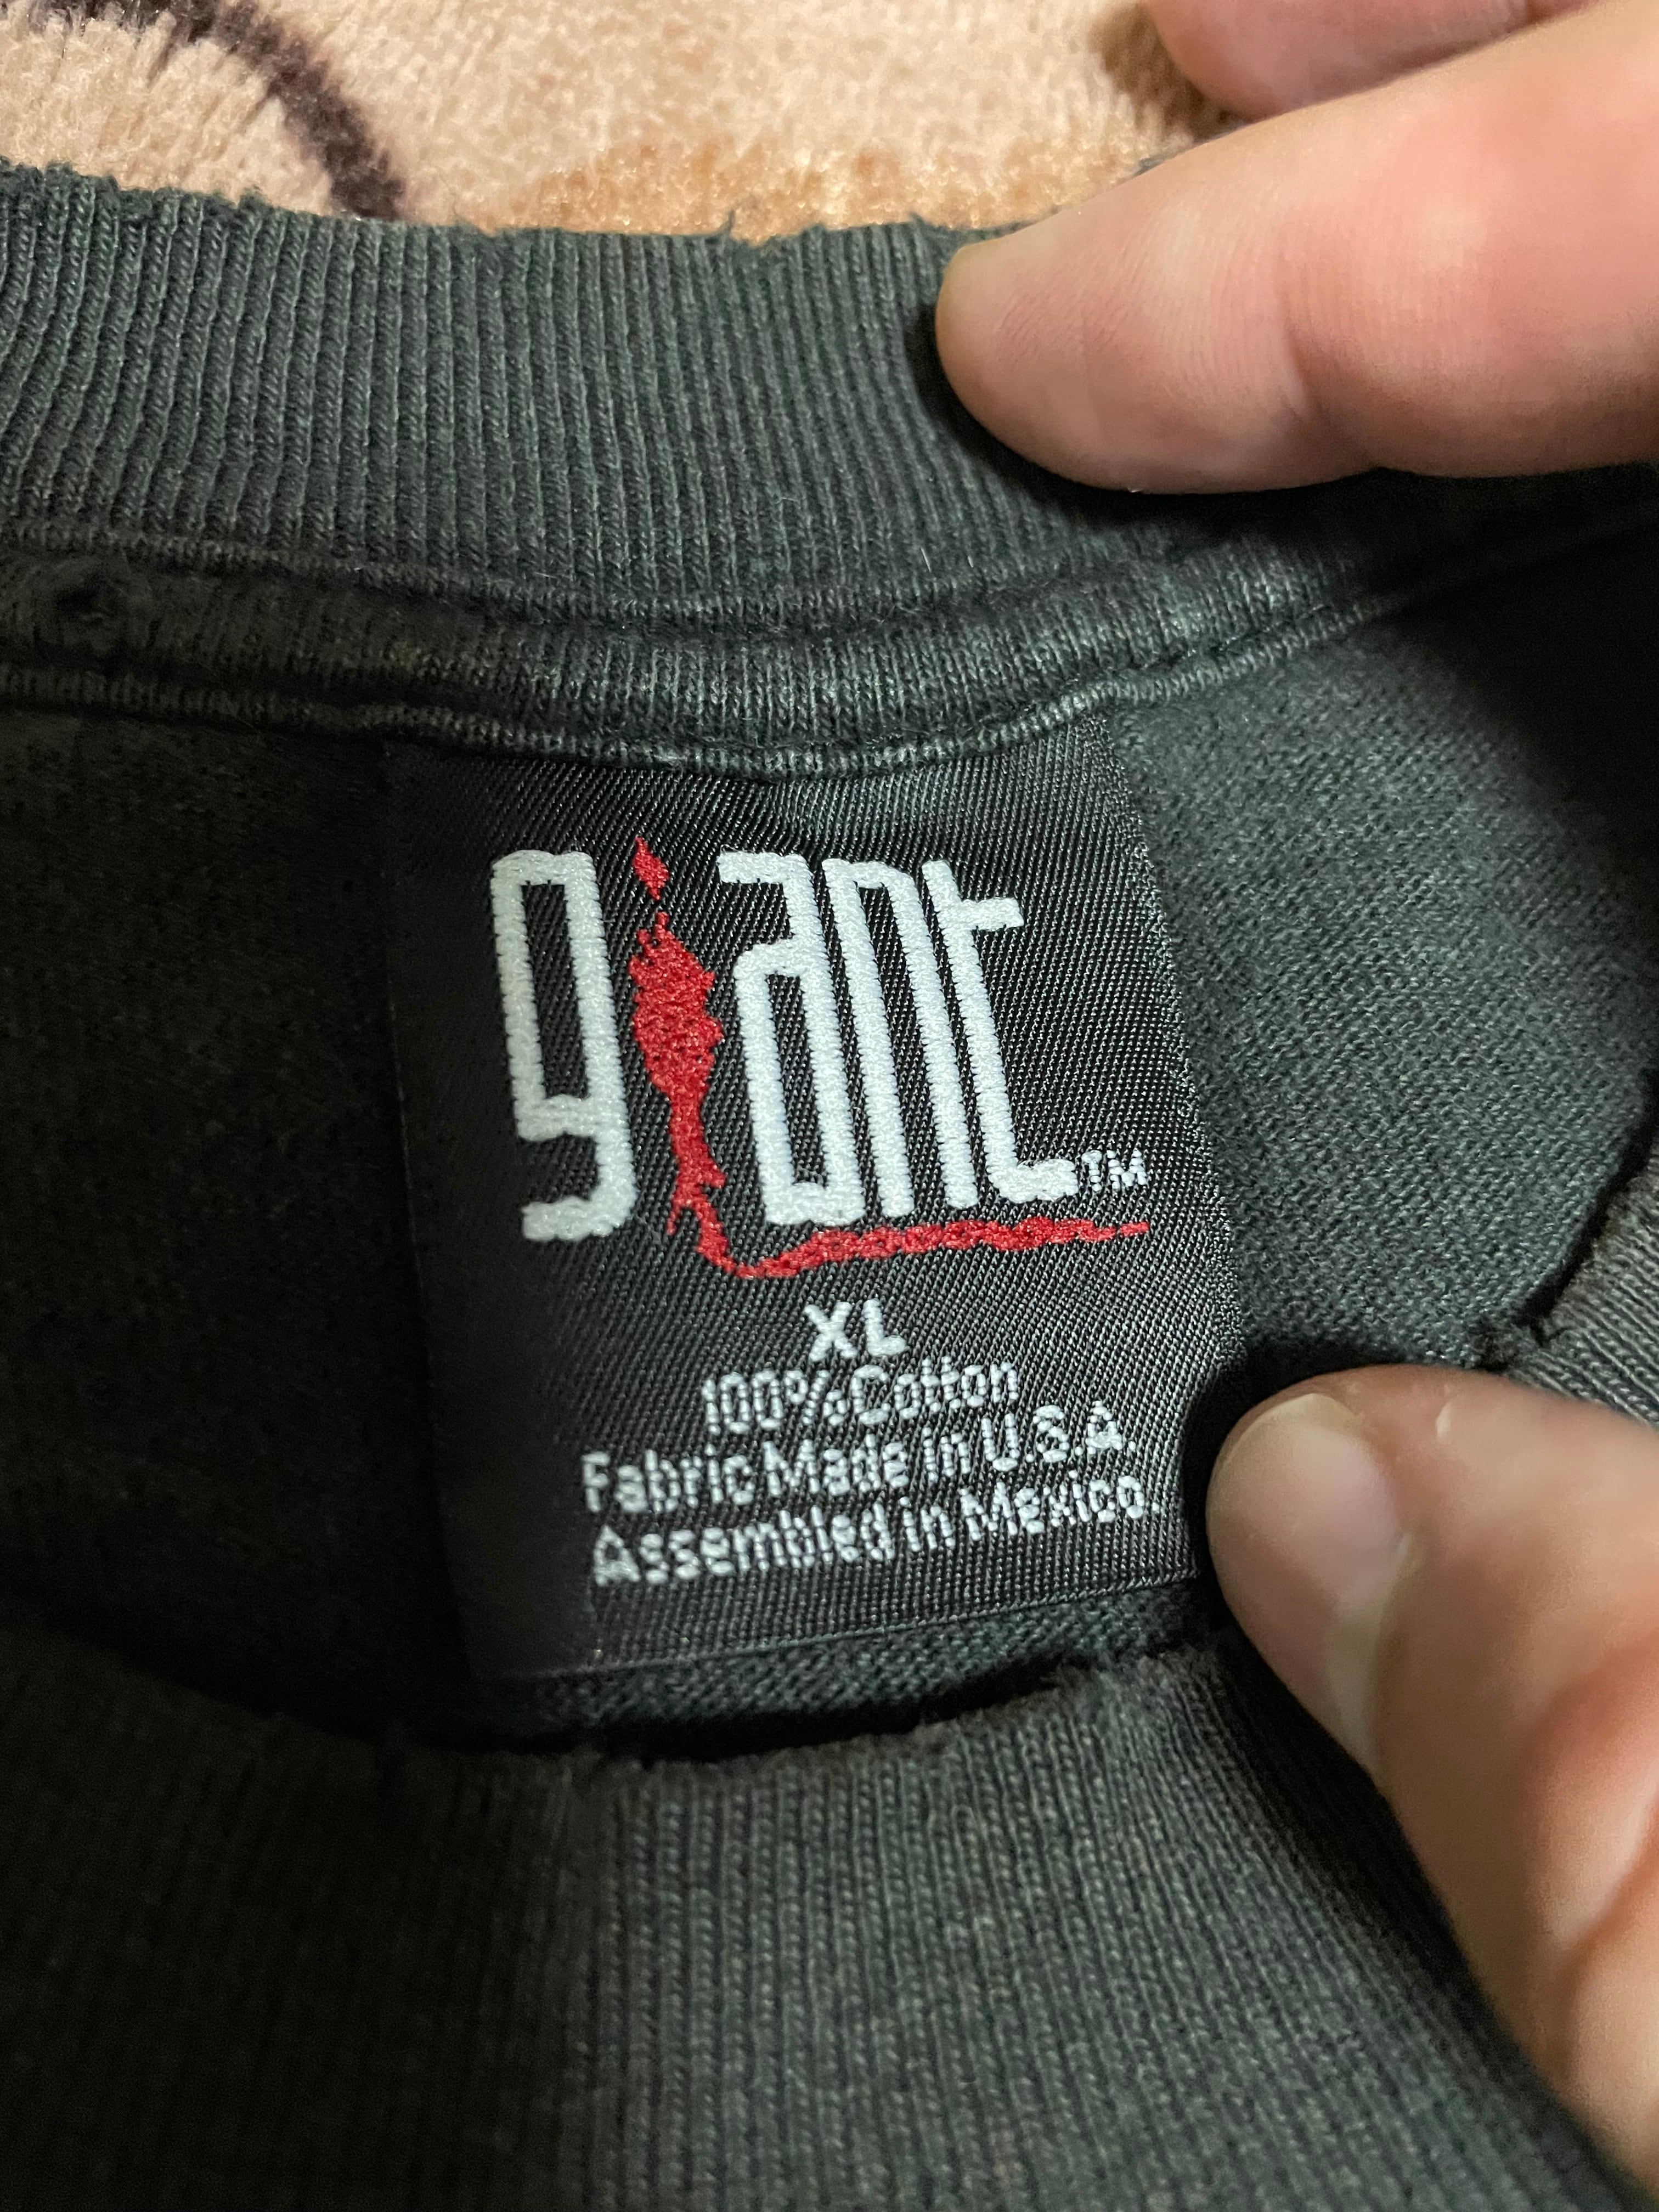 giant™
XL
100% Cotton
Fabric Made in U.S.A.
Assembled in Mexico